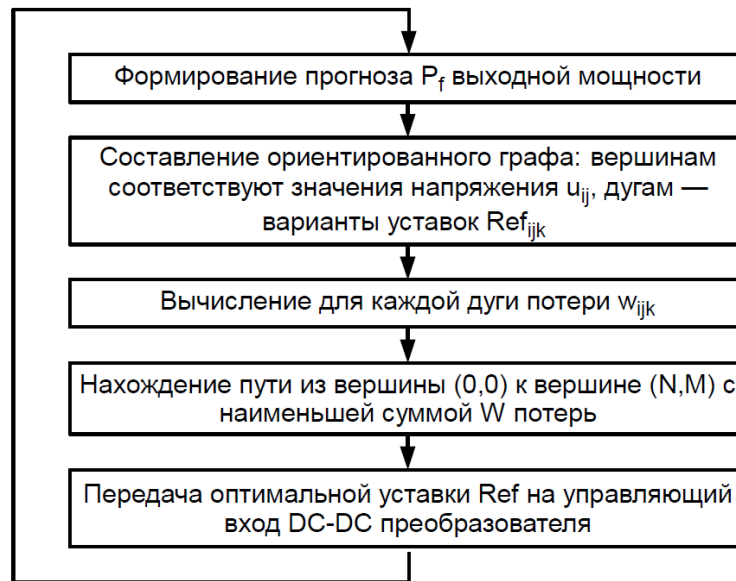 Формирование прогноза Pf выходной мощности
Составление ориентированного графа: вершинам
соответствуют значения напряжения uij, дугам —
варианты уставок Refijk
Вычисление для каждой дуги потери wijk
Нахождение пути из вершины (0,0) к вершине (N,M) с
наименьшей суммой W потерь
Передача оптимальной уставки Ref на управляющий
вход DC-DC преобразователя